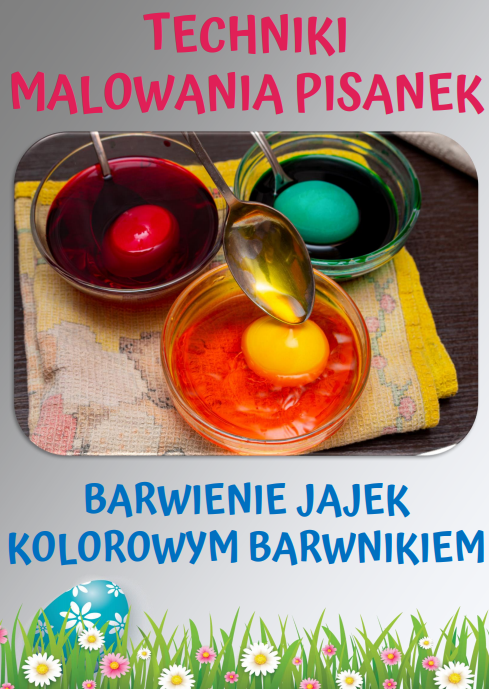 TECHNIKI
MALOWANIA PISANEK
BARWIENIE JAJEK
KOLOROWYM BARWNIKIEM